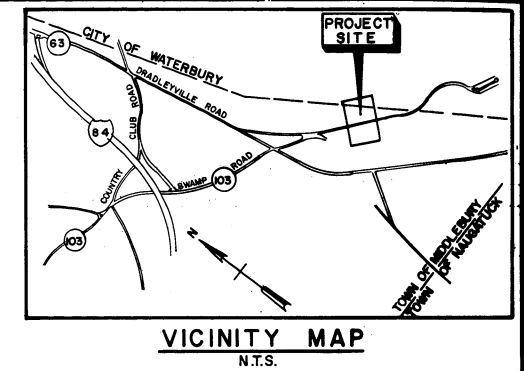 PROJECT
SITE
63
CITY OF WATERBURY
DRADLEYVILLE ROAD
CLUB ROAD
84
COUNTRY
SWAMP ROAD
103
103
N
TOWN OF MIDDLEBURY
TOWN OF NAUGATUCK
VICINITY MAP
N.T.S.